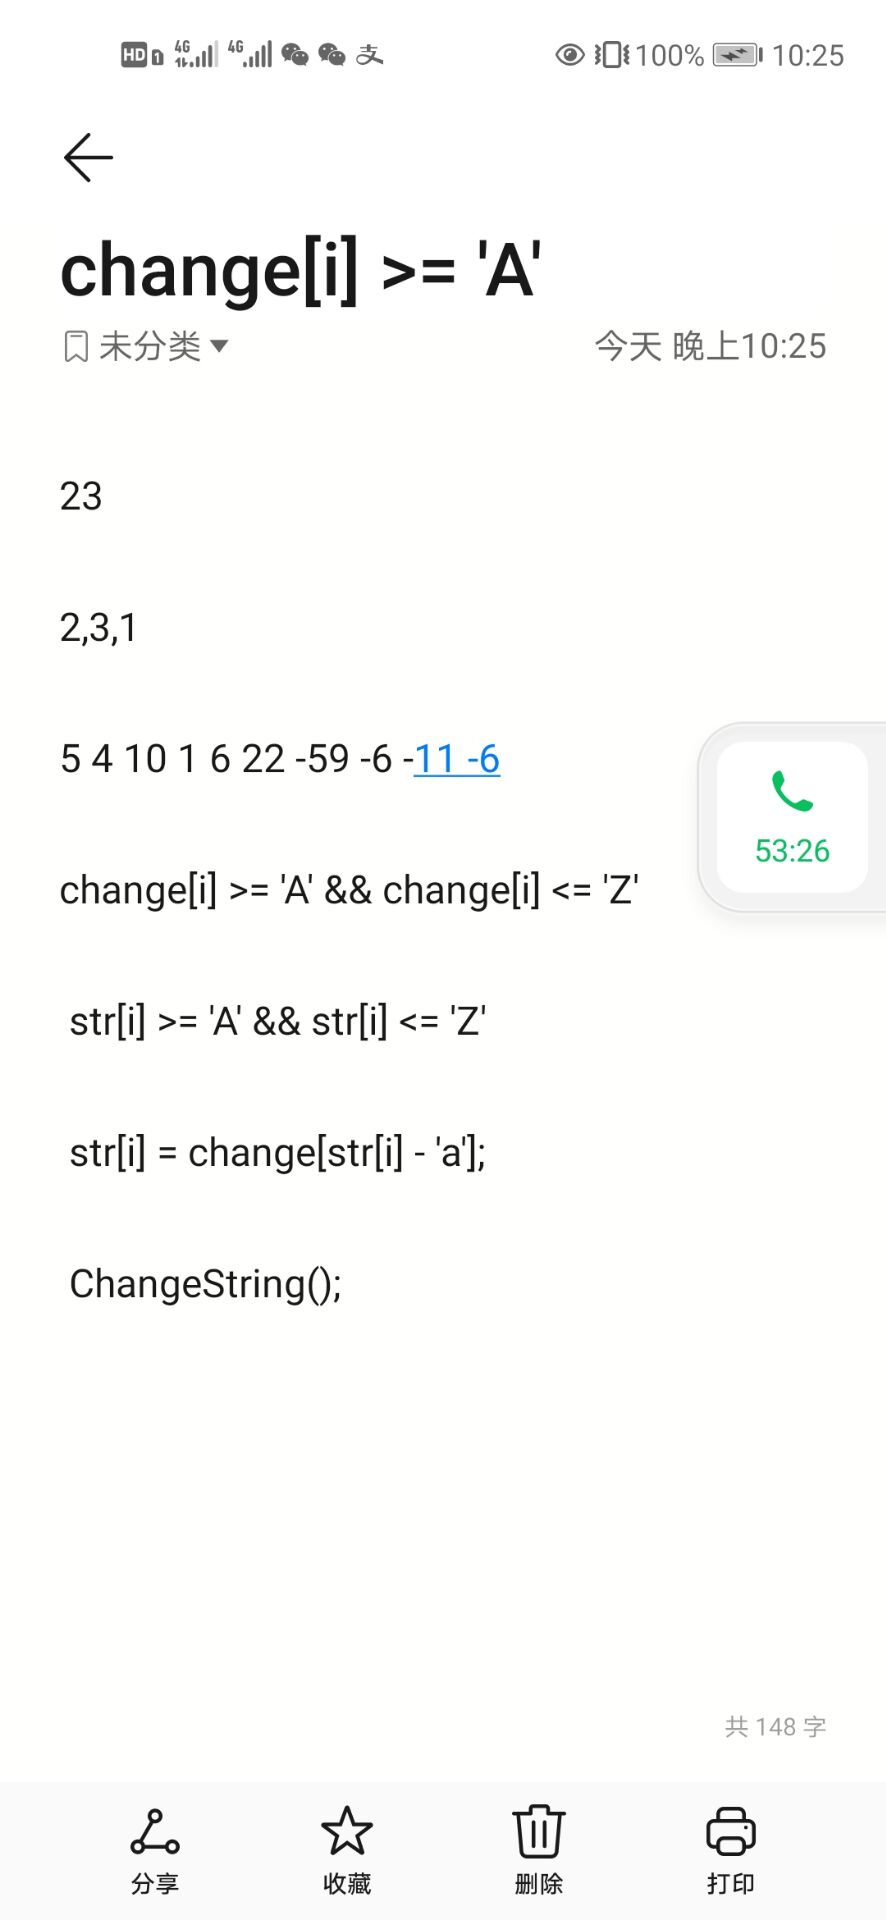 HD 1 4G 4G 支 100% 10:25
change[i] >= 'A'
未分类 今天 晚上10:25
23
2,3,1
5 4 10 1 6 22 -59 -6 -11 -6
53:26
change[i] >= 'A' && change[i] <= 'Z'
str[i] >= 'A' && str[i] <= 'Z'
str[i] = change[str[i] - 'a'];
ChangeString();
共 148 字
分享 收藏 删除 打印